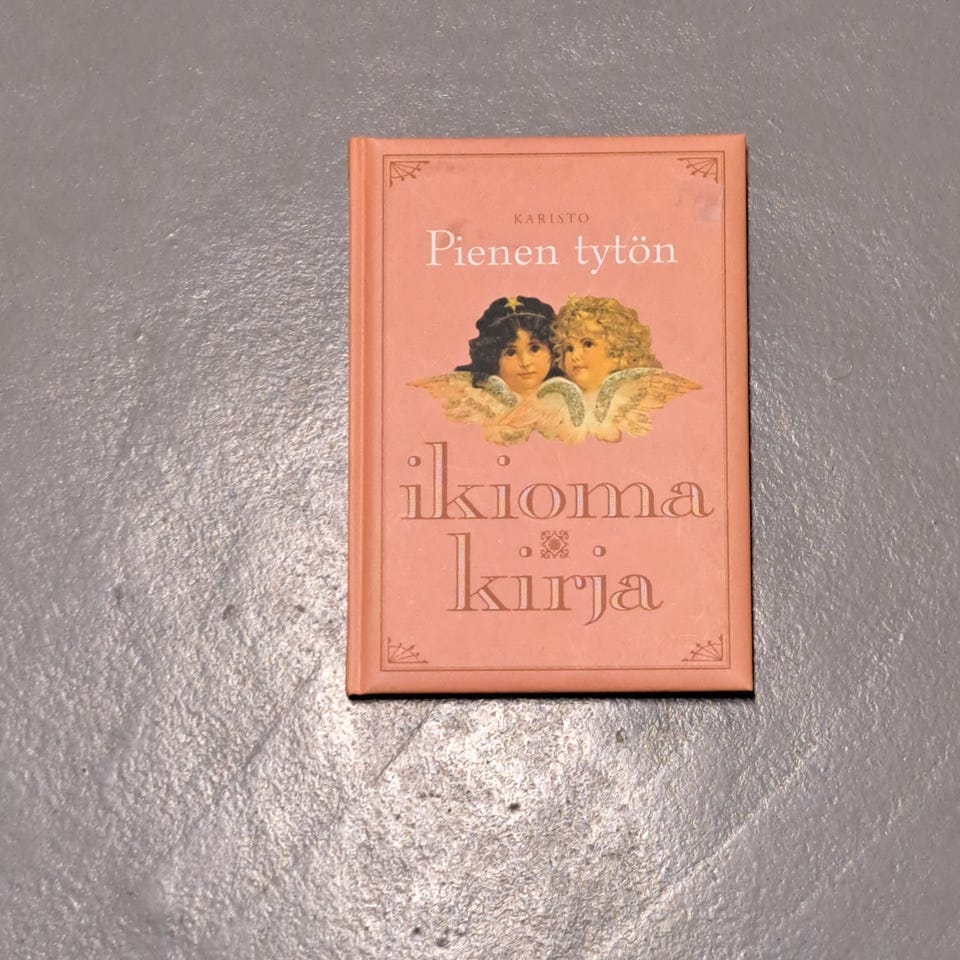 KARISTO
Pienen tytön
ikioma
kirja